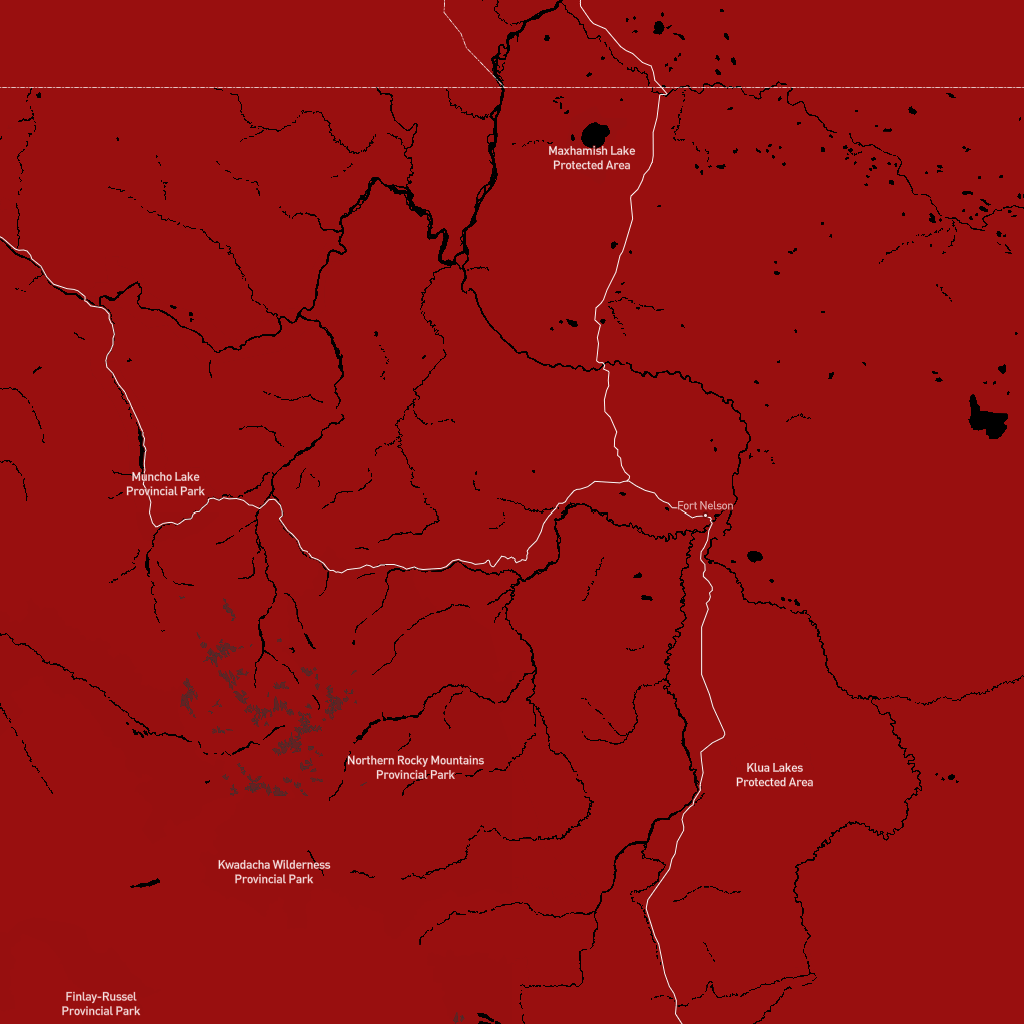 Maxhamish Lake
Protected Area
Muncho Lake
Provincial Park
Fort Nelson
Northern Rocky Mountains
Provincial Park
Klua Lakes
Protected Area
Kwadacha Wilderness
Provincial Park
Finlay-Russel
Provincial Park